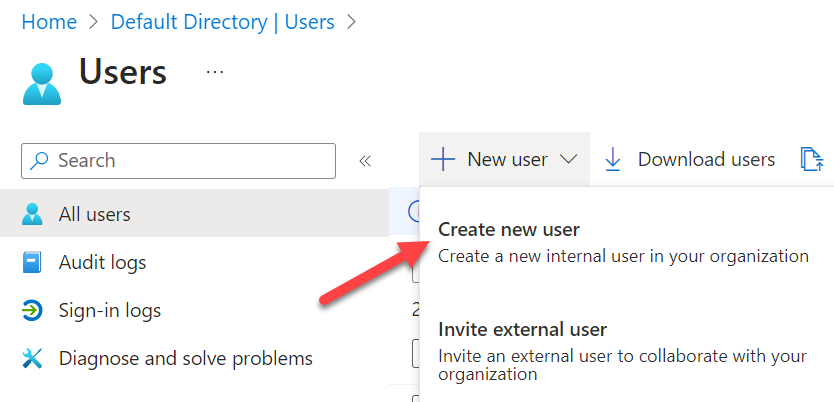 Home > Default Directory | Users >
Users ...
Search
«
+ New user
Download users
All users
Audit logs
Sign-in logs
Diagnose and solve problems
Create new user
Create a new internal user in your organization
2
Invite external user
Invite an external user to collaborate with your
organization